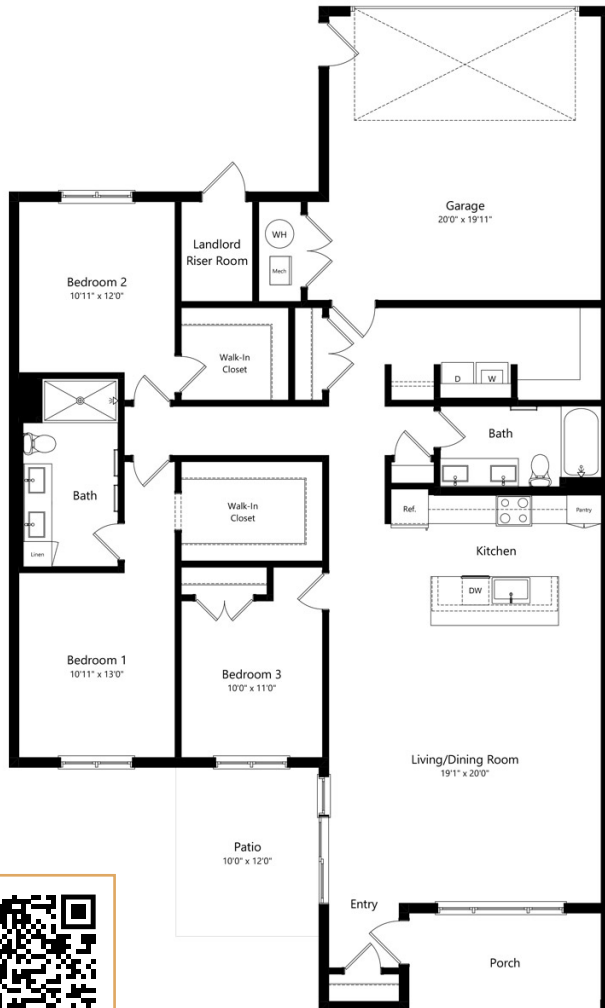 Garage
20'0" x 19'11"
WH
Mech
Landlord
Riser Room
Bedroom 2
10'11" x 12'0"
Walk-In
Closet
D
W
Bath
Bath
Linen
Walk-In
Closet
Ref.
Pantry
Kitchen
DW
Bedroom 1
10'11" x 13'0"
Bedroom 3
10'0" x 11'0"
Living/Dining Room
19'1" x 20'0"
Patio
10'0" x 12'0"
Entry
Porch